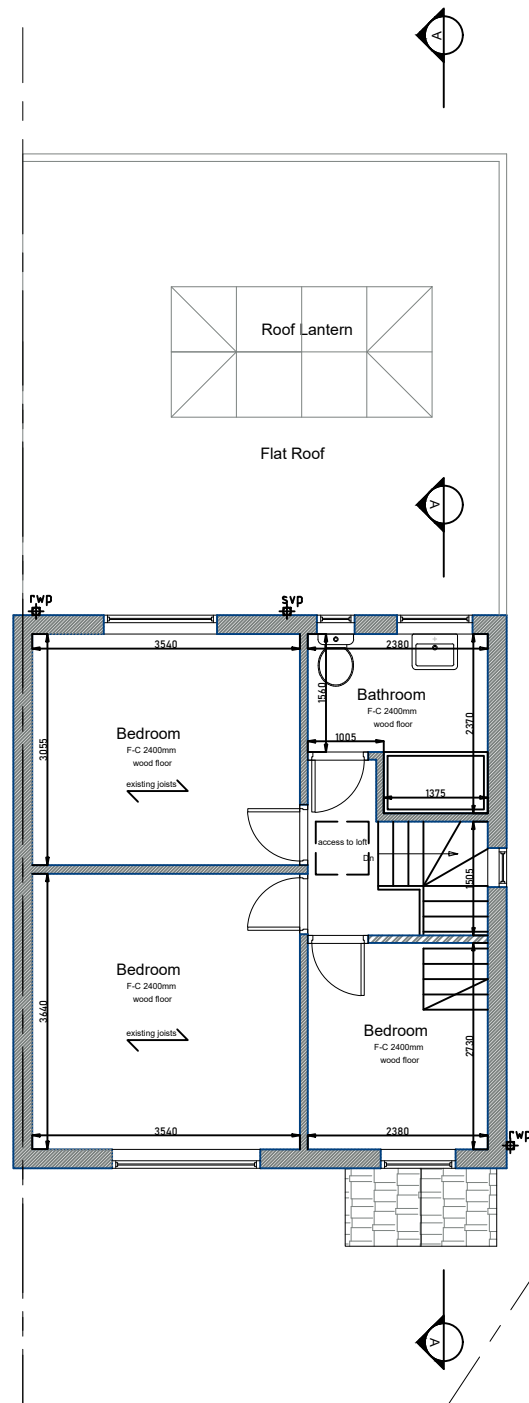 A
Roof Lantern
Flat Roof
A
rwp
svp
3540
2380
1560
Bathroom
F-C 2400mm
wood floor
2370
3055
Bedroom
F-C 2400mm
wood floor
existing joists
1005
1375
access to loft
Dn
1505
3640
Bedroom
F-C 2400mm
wood floor
existing joists
Bedroom
F-C 2400mm
wood floor
2730
3540
2380
rwp
A